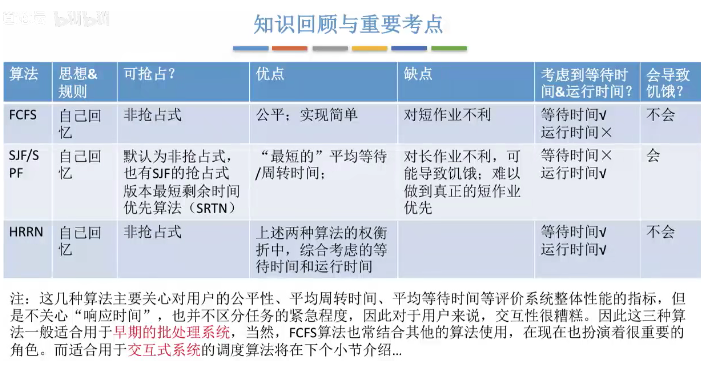 知识回顾与重要考点
算法 思想& 可抢占？ 优点 缺点 考虑到等待时 会导致
规则 间&运行时间？ 饥饿？
FCFS 自己回 非抢占式 公平；实现简单 对短作业不利 等待时间√ 不会
忆 运行时间×
SJF/S 自己回 默认为非抢占式， “最短的”平均等待 对长作业不利，可 等待时间× 会
PF 忆 也有SJF的抢占式 /周转时间； 能导致饥饿；难以 运行时间√
版本最短剩余时间 做到真正的短作业
优先算法（SRTN） 优先
HRRN 自己回 非抢占式 上述两种算法的权衡 等待时间√ 不会
忆 折中，综合考虑的等 运行时间√
待时间和运行时间
注：这几种算法主要关心对用户的公平性、平均周转时间、平均等待时间等评价系统整体性能的指标，但
是不关心“响应时间”，也并不区分任务的紧急程度，因此对于用户来说，交互性很糟糕。因此这三种算
法一般适合用于早期的批处理系统，当然，FCFS算法也常结合其他的算法使用，在现在也扮演着很重要的
角色。而适合用于交互式系统的调度算法将在下个小节介绍...